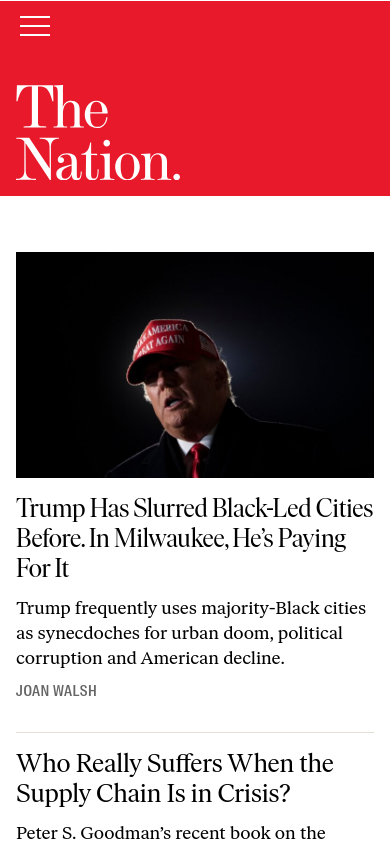 The
Nation.
MAKE AMERICA
GREAT AGAIN
Trump Has Slurred Black-Led Cities
Before. In Milwaukee, He’s Paying
For It
Trump frequently uses majority-Black cities
as synecdoches for urban doom, political
corruption and American decline.
JOAN WALSH
Who Really Suffers When the
Supply Chain Is in Crisis?
Peter S. Goodman’s recent book on the